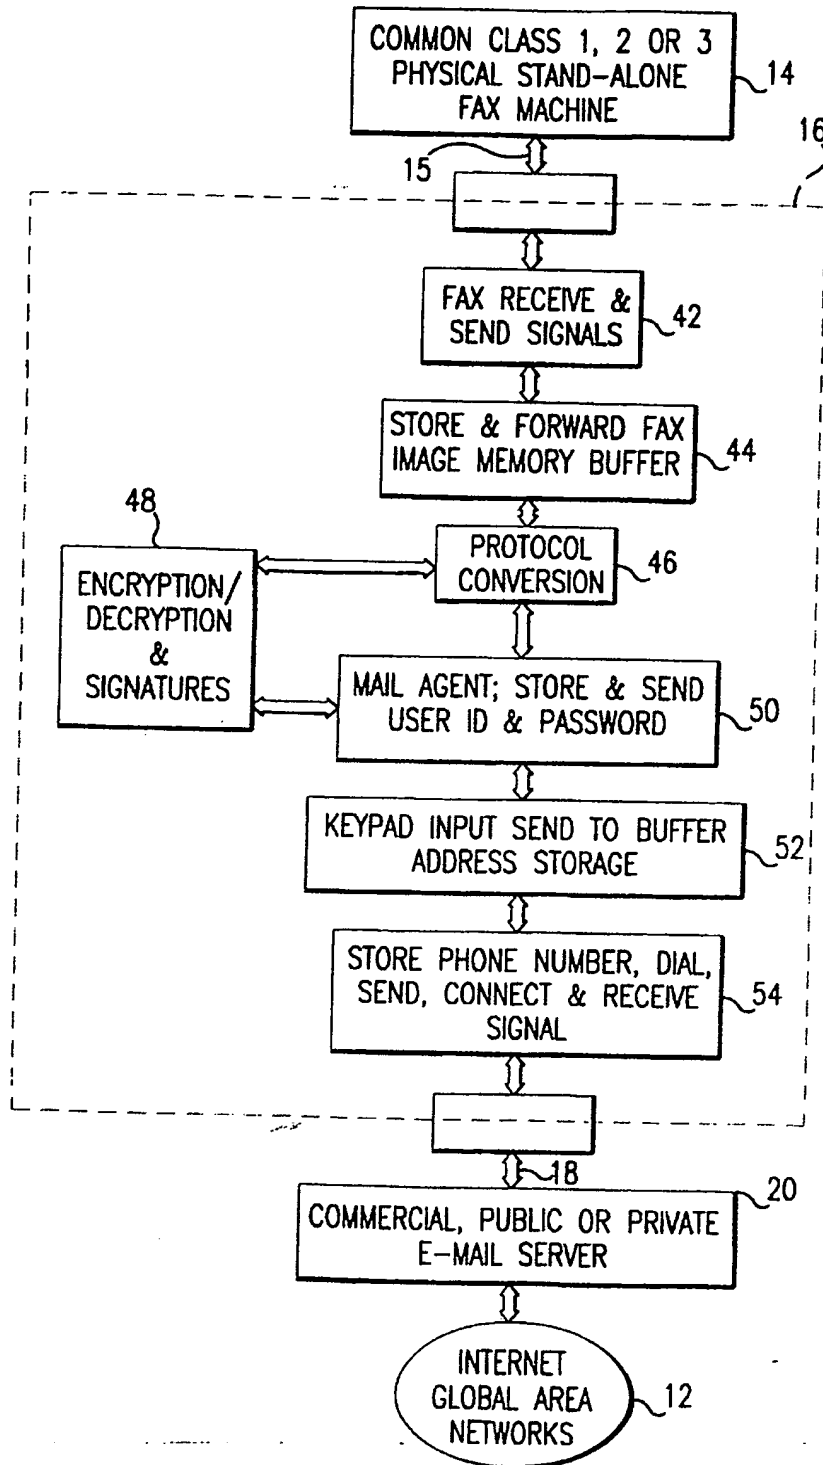 COMMON CLASS 1, 2 OR 3
PHYSICAL STAND-ALONE
FAX MACHINE
14
15
16
FAX RECEIVE &
SEND SIGNALS
42
STORE & FORWARD FAX
IMAGE MEMORY BUFFER
44
48
PROTOCOL
CONVERSION
46
ENCRYPTION/
DECRYPTION
&
SIGNATURES
MAIL AGENT; STORE & SEND
USER ID & PASSWORD
50
KEYPAD INPUT SEND TO BUFFER
ADDRESS STORAGE
52
STORE PHONE NUMBER, DIAL,
SEND, CONNECT & RECEIVE
SIGNAL
54
18
20
COMMERCIAL, PUBLIC OR PRIVATE
E-MAIL SERVER
INTERNET
GLOBAL AREA
NETWORKS
12